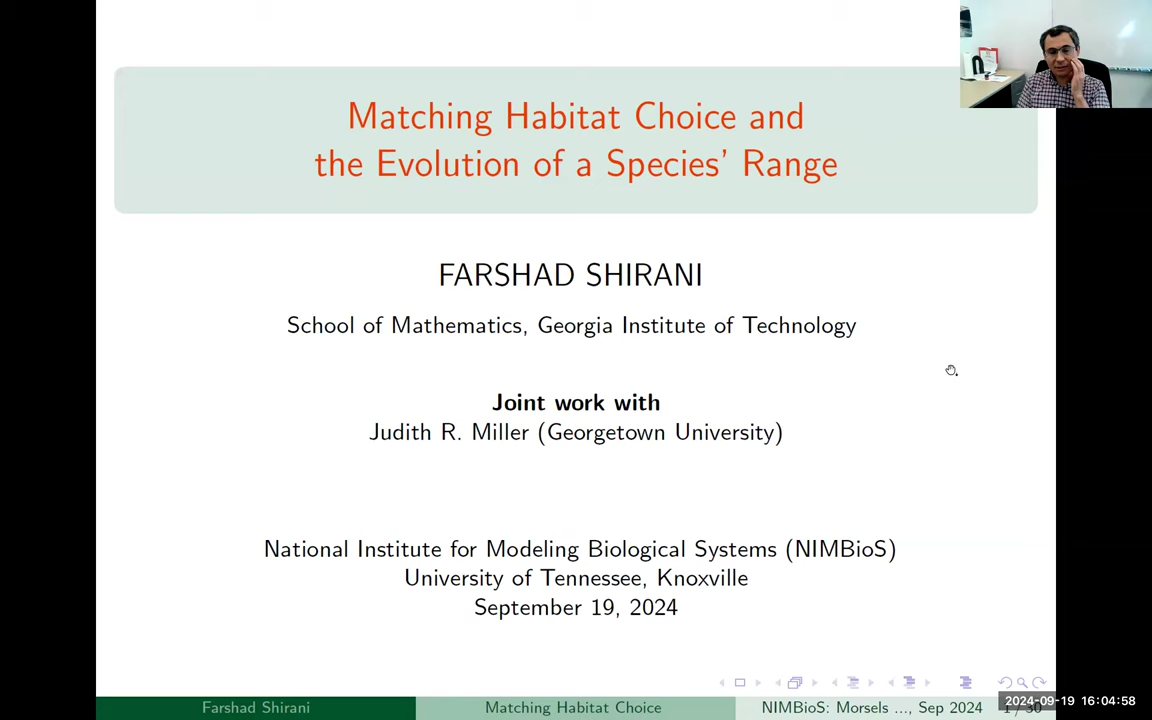 Matching Habitat Choice and
the Evolution of a Species' Range
FARSHAD SHIRANI
School of Mathematics, Georgia Institute of Technology
Joint work with
Judith R. Miller (Georgetown University)
National Institute for Modeling Biological Systems (NIMBioS)
University of Tennessee, Knoxville
September 19, 2024
Farshad Shirani
Matching Habitat Choice
NIMBioS: Morsels ..., Sep 2024
1 / 30
2024-09-19 16:04:58